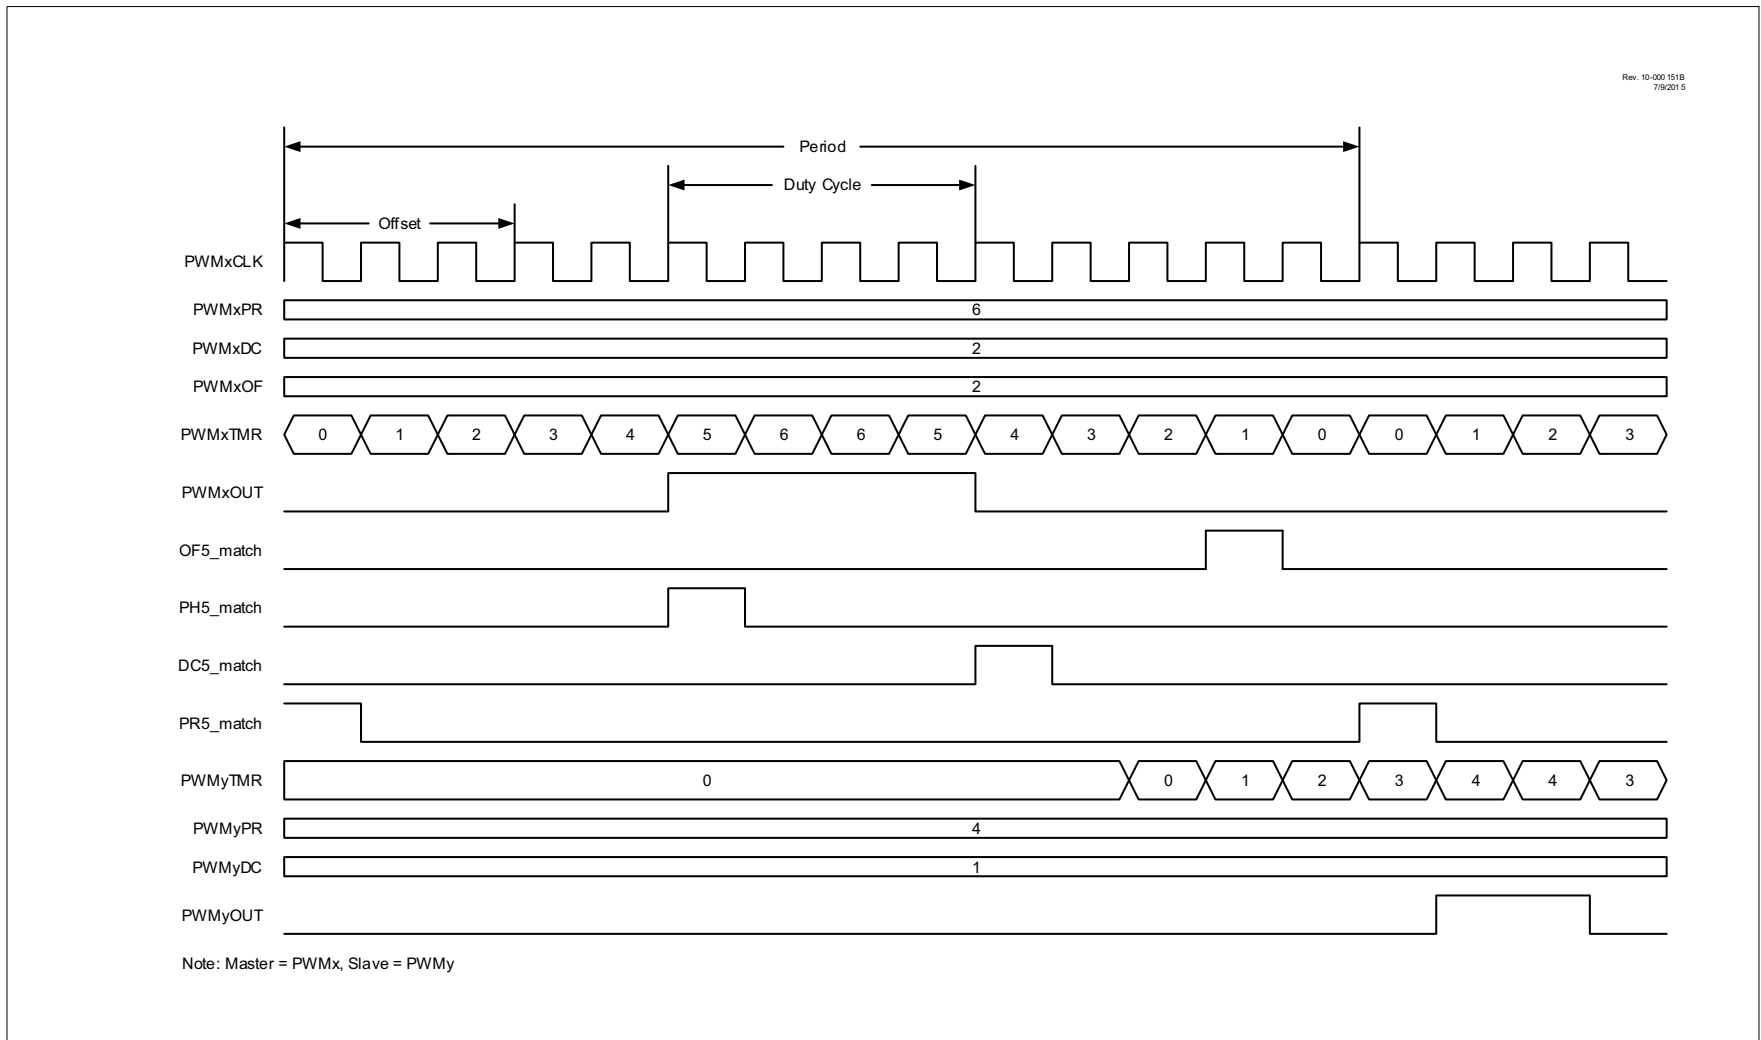 Rev. 10-000 151B
7/9/201 5
Period
Duty Cycle
Offset
PWMxCLK
PWMxPR 6
PWMxDC 2
PWMxOF 2
PWMxTMR 0 1 2 3 4 5 6 6 5 4 3 2 1 0 0 1 2 3
PWMxOUT
OF5_match
PH5_match
DC5_match
PR5_match
PWMyTMR 0 0 1 2 3 4 4 3
PWMyPR 4
PWMyDC 1
PWMyOUT
Note: Master = PWMx, Slave = PWMy